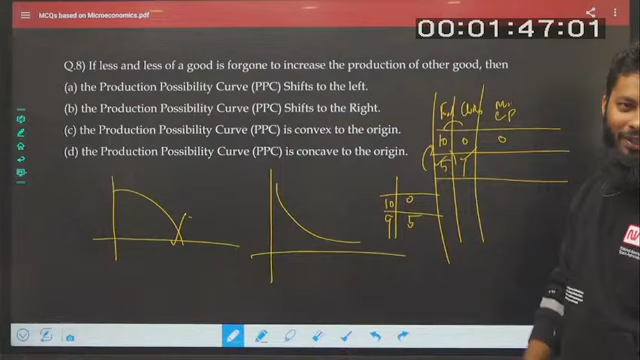 MCQs based on Microeconomics.pdf
00:01:47:01
Q.8) If less and less of a good is forgone to increase the production of other good, then
(a) the Production Possibility Curve (PPC) Shifts to the left.
(b) the Production Possibility Curve (PPC) Shifts to the Right.
(c) the Production Possibility Curve (PPC) is convex to the origin.
(d) the Production Possibility Curve (PPC) is concave to the origin.
10 0 0
5
10 0
9 5